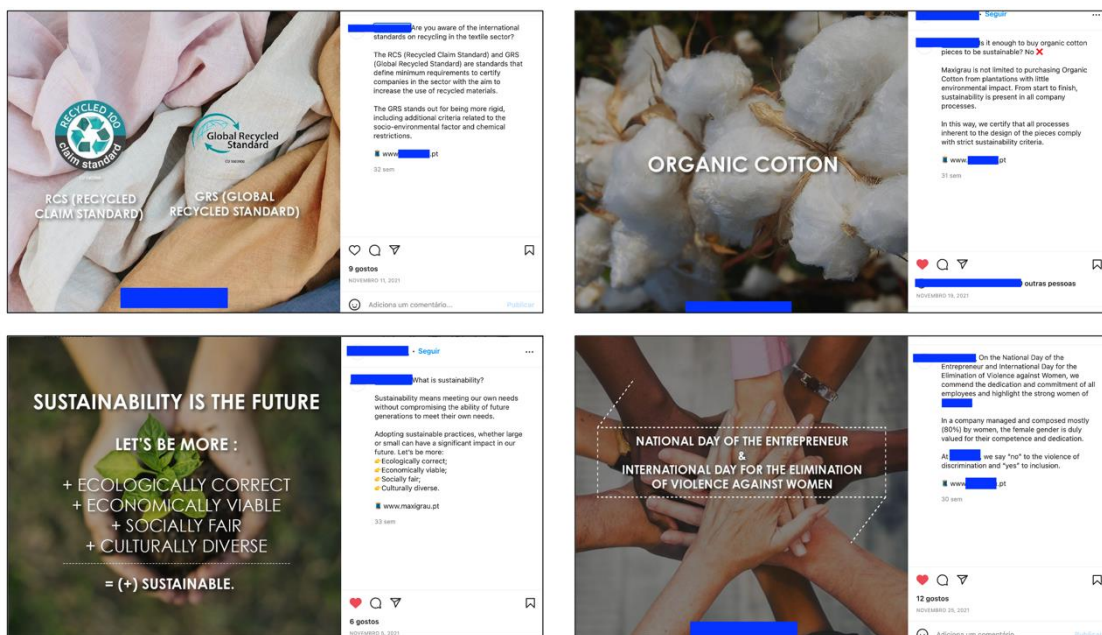 RECYCLED 100
claim standard
Global Recycled
Standard
RCS (RECYCLED
CLAIM STANDARD)
GRS (GLOBAL
RECYCLED STANDARD)
Are you aware of the international
standards on recycling in the textile sector?
The RCS (Recycled Claim Standard) and GRS
(Global Recycled Standard) are standards that
define minimum requirements to certify
companies in the sector with the aim to
increase the use of recycled materials.
The GRS stands out for being more rigid,
including additional criteria related to the
socio-environmental factor and chemical
restrictions.
www .pt
32 sem
9 gostos
NOVEMBRO 11, 2021
Adiciona um comentário... Publicar
ORGANIC COTTON
Seguir
is it enough to buy organic cotton
pieces to be sustainable? No ❌
Maxigrau is not limited to purchasing Organic
Cotton from plantations with little
environmental impact. From start to finish,
sustainability is present in all company
processes.
In this way, we certify that all processes
inherent to the design of the pieces comply
with strict sustainability criteria.
www. .pt
31 sem
outras pessoas
NOVEMBRO 19, 2021
SUSTAINABILITY IS THE FUTURE
LET'S BE MORE :
+ ECOLOGICALLY CORRECT
+ ECONOMICALLY VIABLE
+ SOCIALLY FAIR
+ CULTURALLY DIVERSE
= (+) SUSTAINABLE.
• Seguir
What is sustainability?
Sustainability means meeting our own needs
without compromising the ability of future
generations to meet their own needs.
Adopting sustainable practices, whether large
or small can have a significant impact in our
future. Let's be more:
👉Ecologically correct;
👉Economically viable;
👉Socially fair;
👉Culturally diverse.
www.maxigrau.pt
33 sem
6 gostos
NOVEMBRO 9, 2021
NATIONAL DAY OF THE ENTREPRENEUR
&
INTERNATIONAL DAY FOR THE ELIMINATION
OF VIOLENCE AGAINST WOMEN
On the National Day of the
Entrepreneur and International Day for the
Elimination of Violence against Women, we
commend the dedication and commitment of all
employees and highlight the strong women of
In a company managed and composed mostly
(80%) by women, the female gender is duly
valued for their competence and dedication.
At , we say "no" to the violence of
discrimination and "yes" to inclusion.
www .pt
30 sem
12 gostos
NOVEMBRO 25, 2021
Adiciona um comentário... Publicar